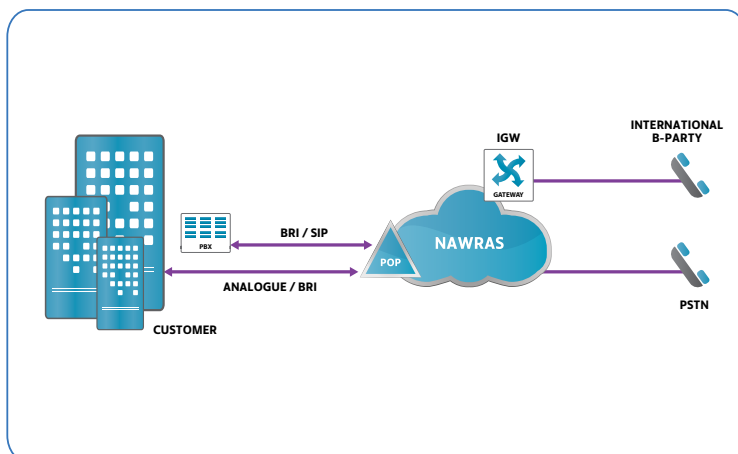 INTERNATIONAL
B-PARTY
IGW
GATEWAY
PBX
BRI / SIP
NAWRAS
POP
ANALOGUE / BRI
PSTN
CUSTOMER